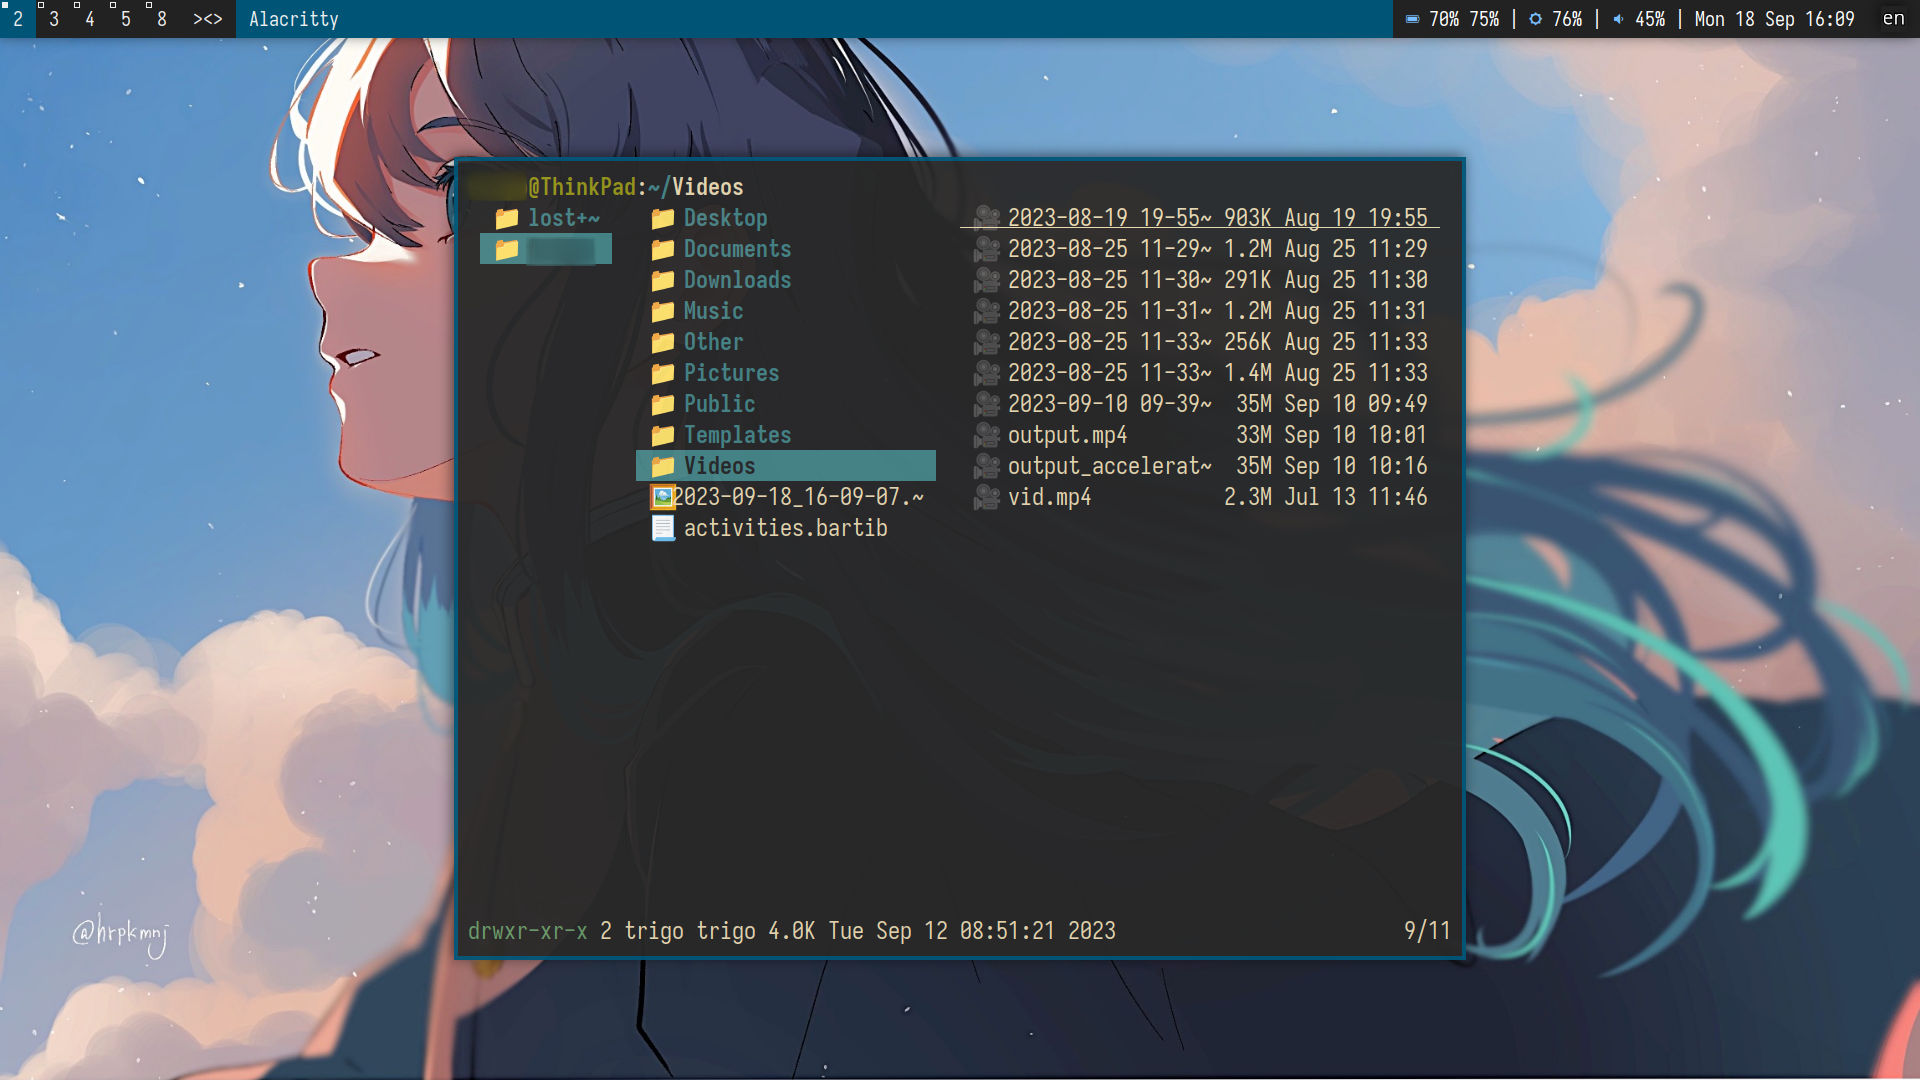 2 3 4 5 8 ><> Alacritty 70% 75% | 76% | 45% | Mon 18 Sep 16:09 en
@ThinkPad:~/Videos
lost+~ Desktop 2023-08-19 19-55~ 903K Aug 19 19:55
Documents 2023-08-25 11-29~ 1.2M Aug 25 11:29
Downloads 2023-08-25 11-30~ 291K Aug 25 11:30
Music 2023-08-25 11-31~ 1.2M Aug 25 11:31
Other 2023-08-25 11-33~ 256K Aug 25 11:33
Pictures 2023-08-25 11-33~ 1.4M Aug 25 11:33
Public 2023-09-10 09-39~ 35M Sep 10 09:49
Templates output.mp4 33M Sep 10 10:01
Videos output_accelerat~ 35M Sep 10 10:16
2023-09-18_16-09-07.~ vid.mp4 2.3M Jul 13 11:46
activities.bartib
drwxr-xr-x 2 trigo trigo 4.0K Tue Sep 12 08:51:21 2023 9/11
@hrpkmnj